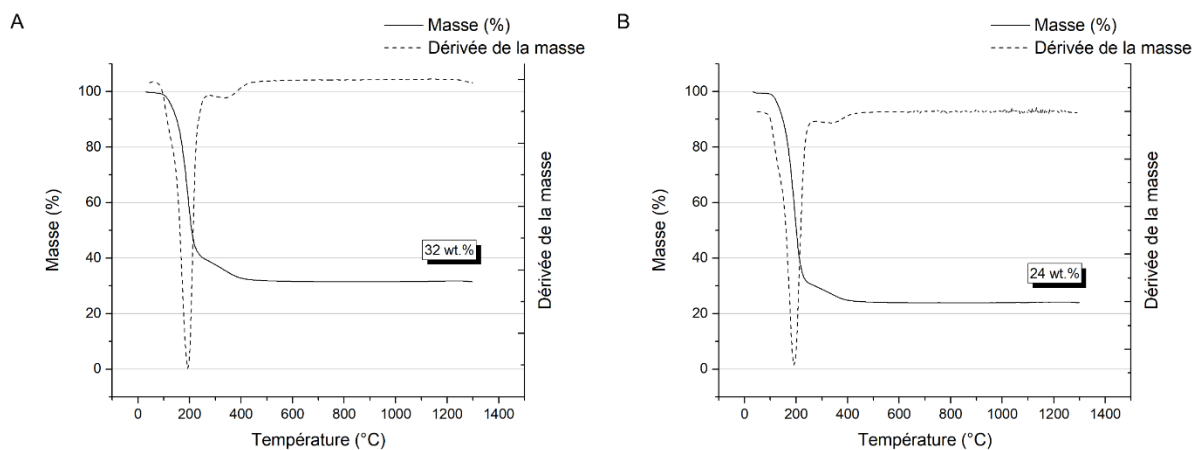 A
Masse (%)
Dérivée de la masse
100
80
60
40
20
0
Masse (%)
32 wt.%
Dérivée de la masse
0 200 400 600 800 1000 1200 1400
Température (°C)
B
Masse (%)
Dérivée de la masse
100
80
60
40
20
0
Masse (%)
24 wt.%
Dérivée de la masse
0 200 400 600 800 1000 1200 1400
Température (°C)